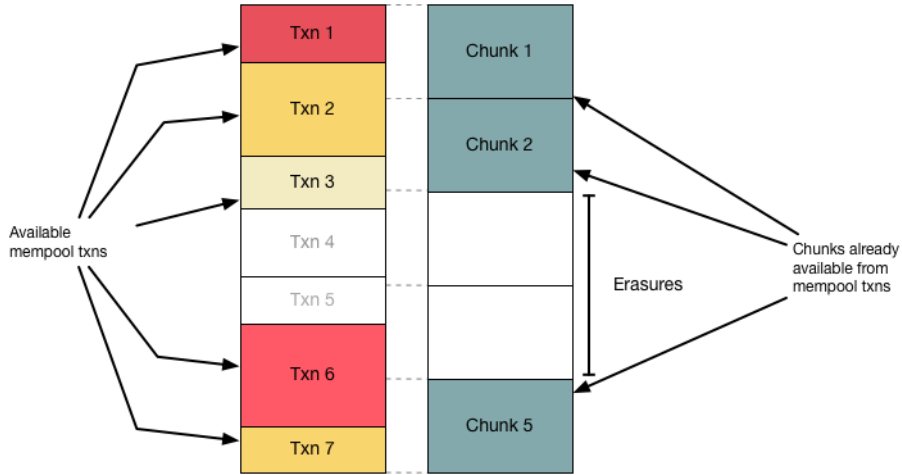 Txn 1
Txn 2
Txn 3
Txn 4
Txn 5
Txn 6
Txn 7
Available
mempool txns
Chunk 1
Chunk 2
Chunk 5
Erasures
Chunks already
available from
mempool txns